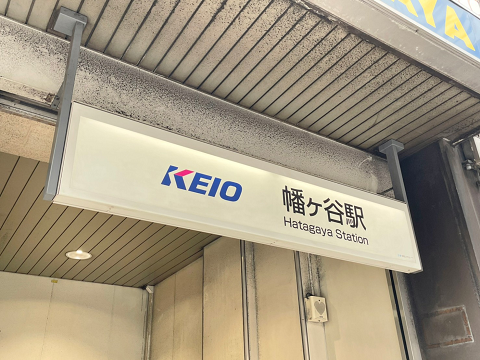 KEIO
幡ヶ谷駅
Hatagaya Station